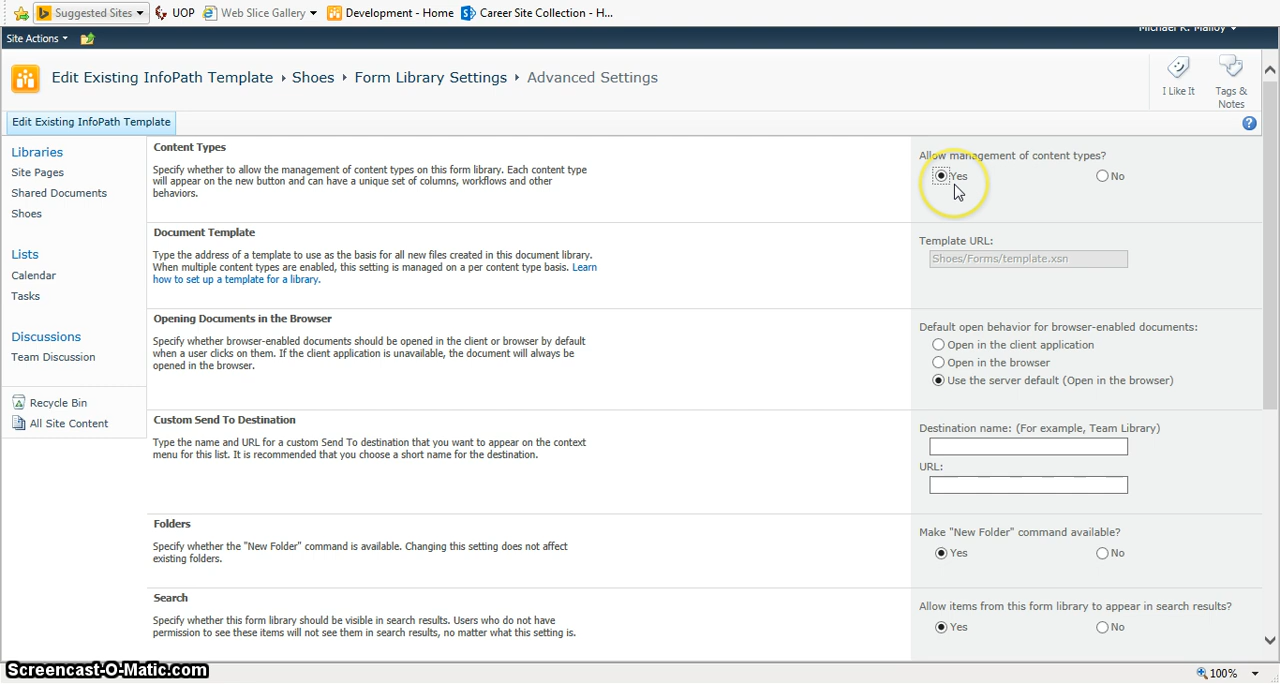 Suggested Sites UOP Web Slice Gallery Development - Home Career Site Collection - H...
Site Actions
Michael K. Malloy
Edit Existing InfoPath Template Shoes Form Library Settings Advanced Settings
I Like It
Tags &
Notes
Edit Existing InfoPath Template
Libraries
Site Pages
Shared Documents
Shoes
Lists
Calendar
Tasks
Discussions
Team Discussion
Recycle Bin
All Site Content
Content Types
Specify whether to allow the management of content types on this form library. Each content type
will appear on the new button and can have a unique set of columns, workflows and other
behaviors.
Allow management of content types?
Yes No
Document Template
Type the address of a template to use as the basis for all new files created in this document library.
When multiple content types are enabled, this setting is managed on a per content type basis. Learn
how to set up a template for a library.
Template URL:
Shoes/Forms/template.xsn
Opening Documents in the Browser
Specify whether browser-enabled documents should be opened in the client or browser by default
when a user clicks on them. If the client application is unavailable, the document will always be
opened in the browser.
Default open behavior for browser-enabled documents:
Open in the client application
Open in the browser
Use the server default (Open in the browser)
Custom Send To Destination
Type the name and URL for a custom Send To destination that you want to appear on the context
menu for this list. It is recommended that you choose a short name for the destination.
Destination name: (For example, Team Library)
URL:
Folders
Specify whether the "New Folder" command is available. Changing this setting does not affect
existing folders.
Make "New Folder" command available?
Yes No
Search
Specify whether this form library should be visible in search results. Users who do not have
permission to see these items will not see them in search results, no matter what this setting is.
Allow items from this form library to appear in search results?
Yes No
Screencast-O-Matic.com
100%